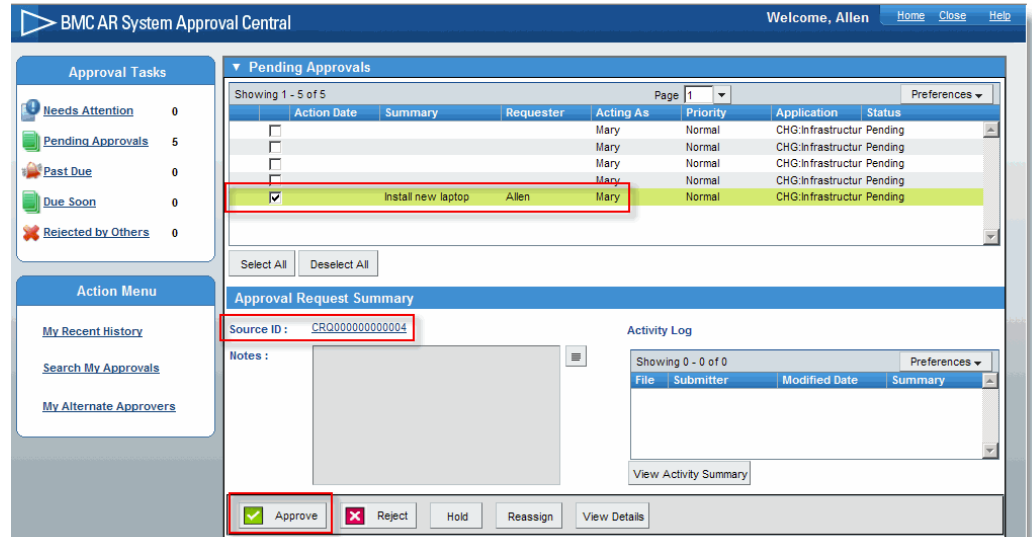 BMC AR System Approval Central
Welcome, Allen Home Close Help
Approval Tasks
Needs Attention 0
Pending Approvals 5
Past Due 0
Due Soon 0
Rejected by Others 0
Action Menu
My Recent History
Search My Approvals
My Alternate Approvers
Pending Approvals
Showing 1 - 5 of 5 Page 1 Preferences
Action Date Summary Requester Acting As Priority Application Status
Mary Normal CHG:Infrastructur Pending
Mary Normal CHG:Infrastructur Pending
Mary Normal CHG:Infrastructur Pending
Mary Normal CHG:Infrastructur Pending
Install new laptop Allen Mary Normal CHG:Infrastructur Pending
Select All Deselect All
Approval Request Summary
Source ID : CRQ000000000004
Notes :
Activity Log
Showing 0 - 0 of 0 Preferences
File Submitter Modified Date Summary
View Activity Summary
Approve Reject Hold Reassign View Details